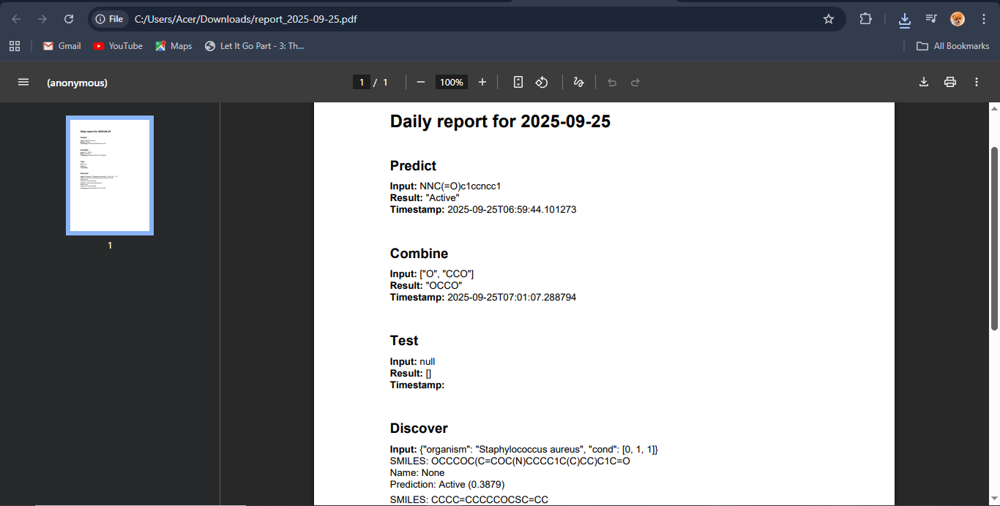 File
C:/Users/Acer/Downloads/report_2025-09-25.pdf
Gmail
YouTube
Maps
Let It Go Part - 3: Th...
All Bookmarks
(anonymous)
1 / 1
100%
Daily report for 2025-09-25
Predict
Input: NNC(=O)c1ccncc1
Result: "Active"
Timestamp: 2025-09-25T06:59:44.101273
Combine
Input: ["O", "CCO"]
Result: "OCCO"
Timestamp: 2025-09-25T07:01:07.288794
Test
Input: null
Result: []
Timestamp:
Discover
Input: {"organism": "Staphylococcus aureus", "cond": [0, 1, 1]}
SMILES: OCCCOC(C=COC(N)CCCC1C(C)CC)C1C=O
Name: None
Prediction: Active (0.3879)
SMILES: CCCC=CCCCCOCSC=CC
1